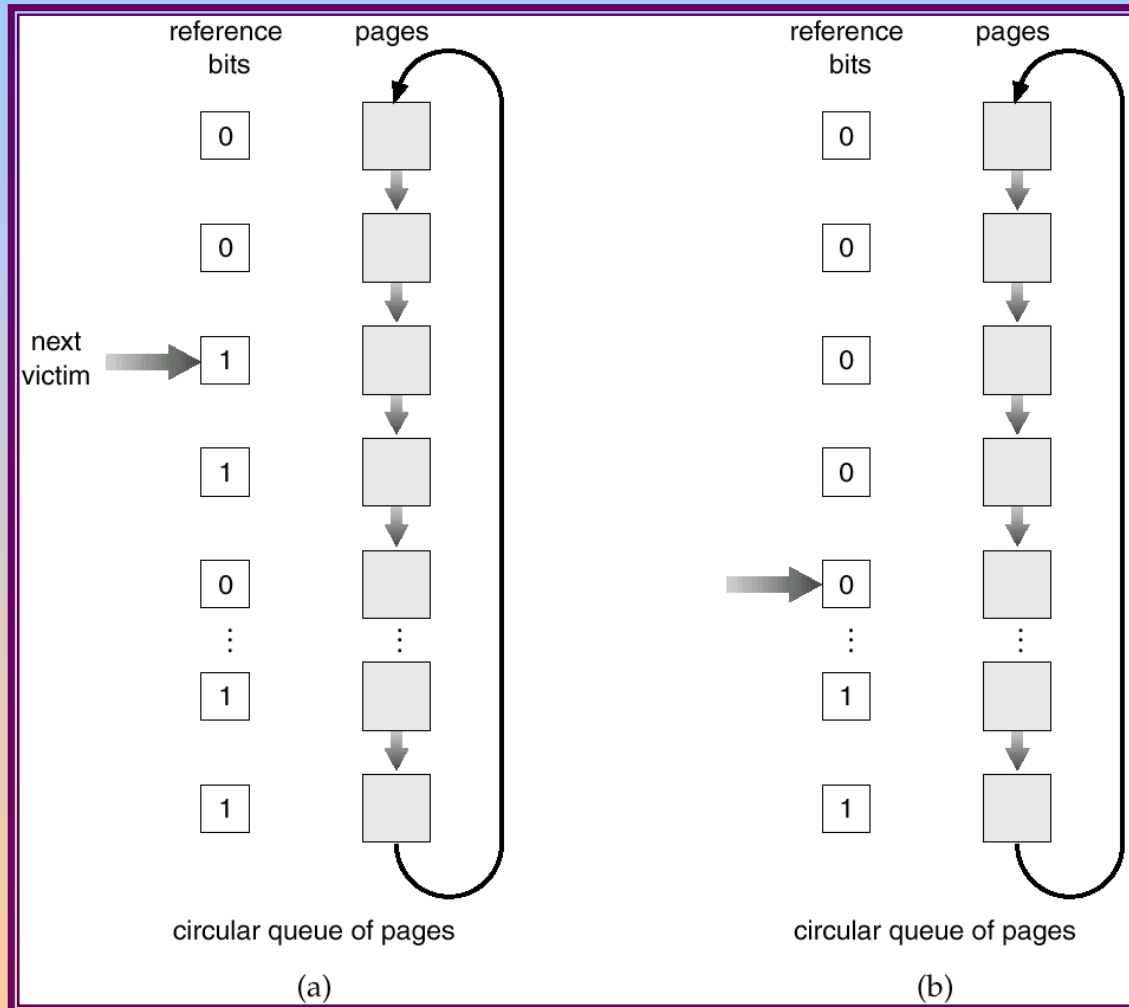 reference pages
bits
0
0
next
victim
1
1
0
⋮ ⋮
1
1
circular queue of pages
(a)
reference pages
bits
0
0
0
0
0
⋮ ⋮
1
1
circular queue of pages
(b)